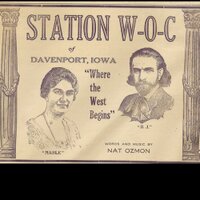 STATION W-O-C
of
DAVENPORT, IOWA
"Where
the
West
Begins"
"MABLE"
"B.J."
WORDS AND MUSIC BY
NAT OZMON